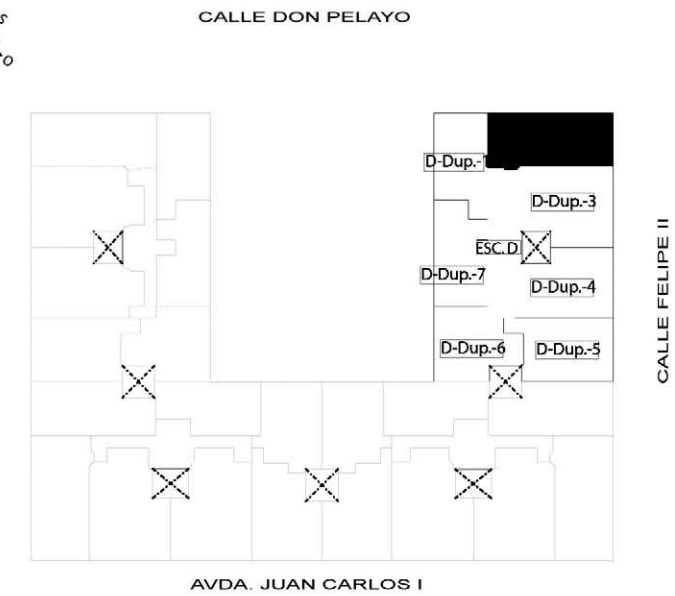 CALLE DON PELAYO
D-Dup.-1
D-Dup.-3
ESC. D
D-Dup.-7
D-Dup.-4
D-Dup.-6
D-Dup.-5
CALLE FELIPE II
AVDA. JUAN CARLOS I